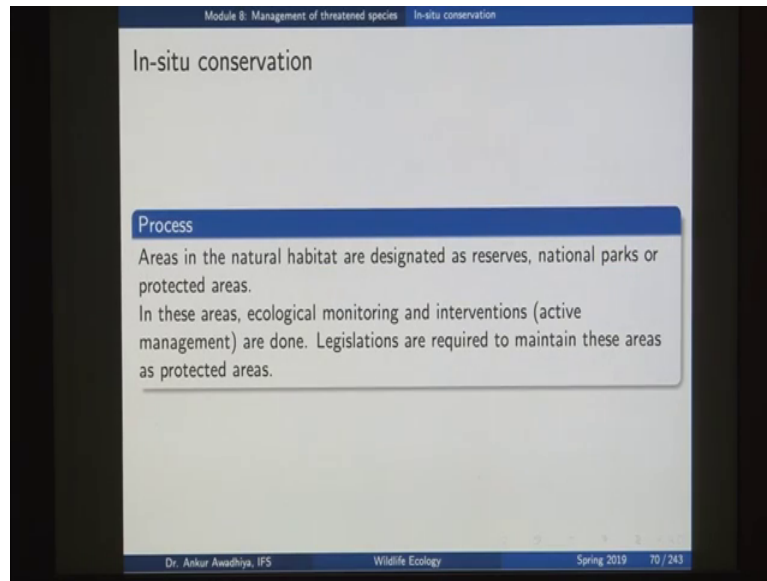 Module 8: Management of threatened species In-situ conservation
In-situ conservation
Process
Areas in the natural habitat are designated as reserves, national parks or
protected areas.
In these areas, ecological monitoring and interventions (active
management) are done. Legislations are required to maintain these areas
as protected areas.
Dr. Ankur Awadhiya, IFS Wildlife Ecology Spring 2019 70 / 243